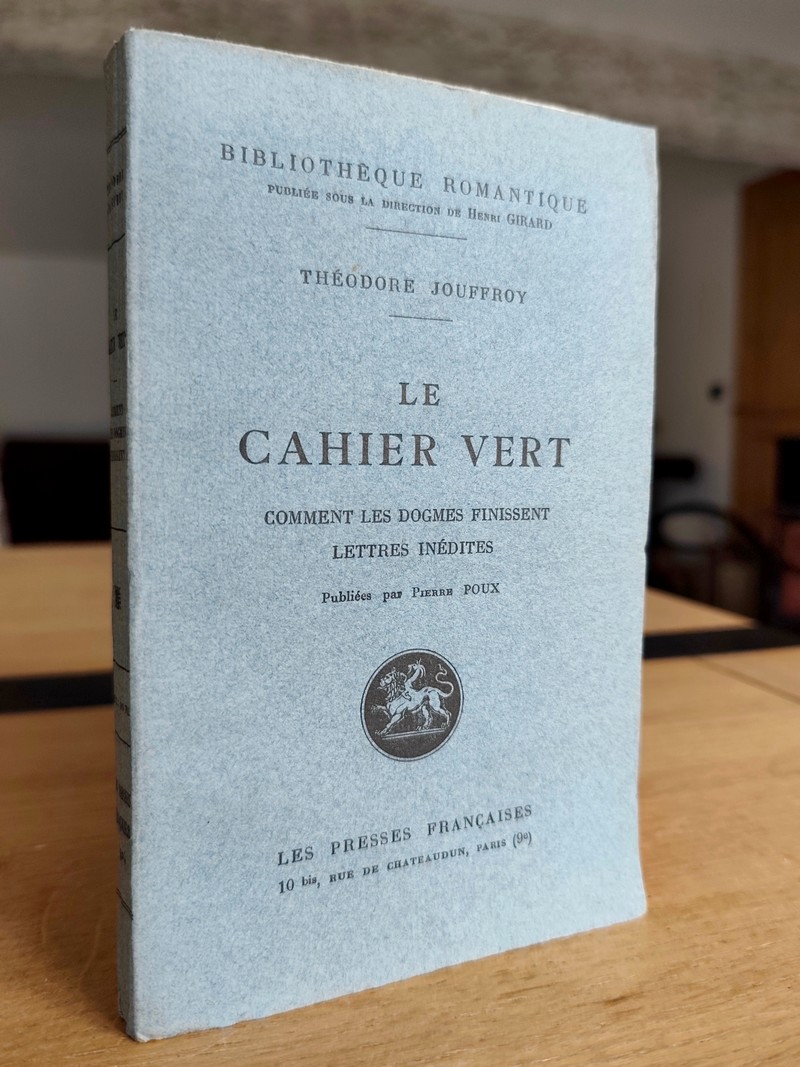 BIBLIOTHÈQUE ROMANTIQUE
PUBLIÉE SOUS LA DIRECTION DE HENRI GIRARD
THÉODORE JOUFFROY
LE
CAHIER VERT
COMMENT LES DOGMES FINISSENT
LETTRES INÉDITES
Publiées par PIERRE POUX
LES PRESSES FRANÇAISES
10 bis, RUE DE CHATEAUDUN, PARIS (9e)